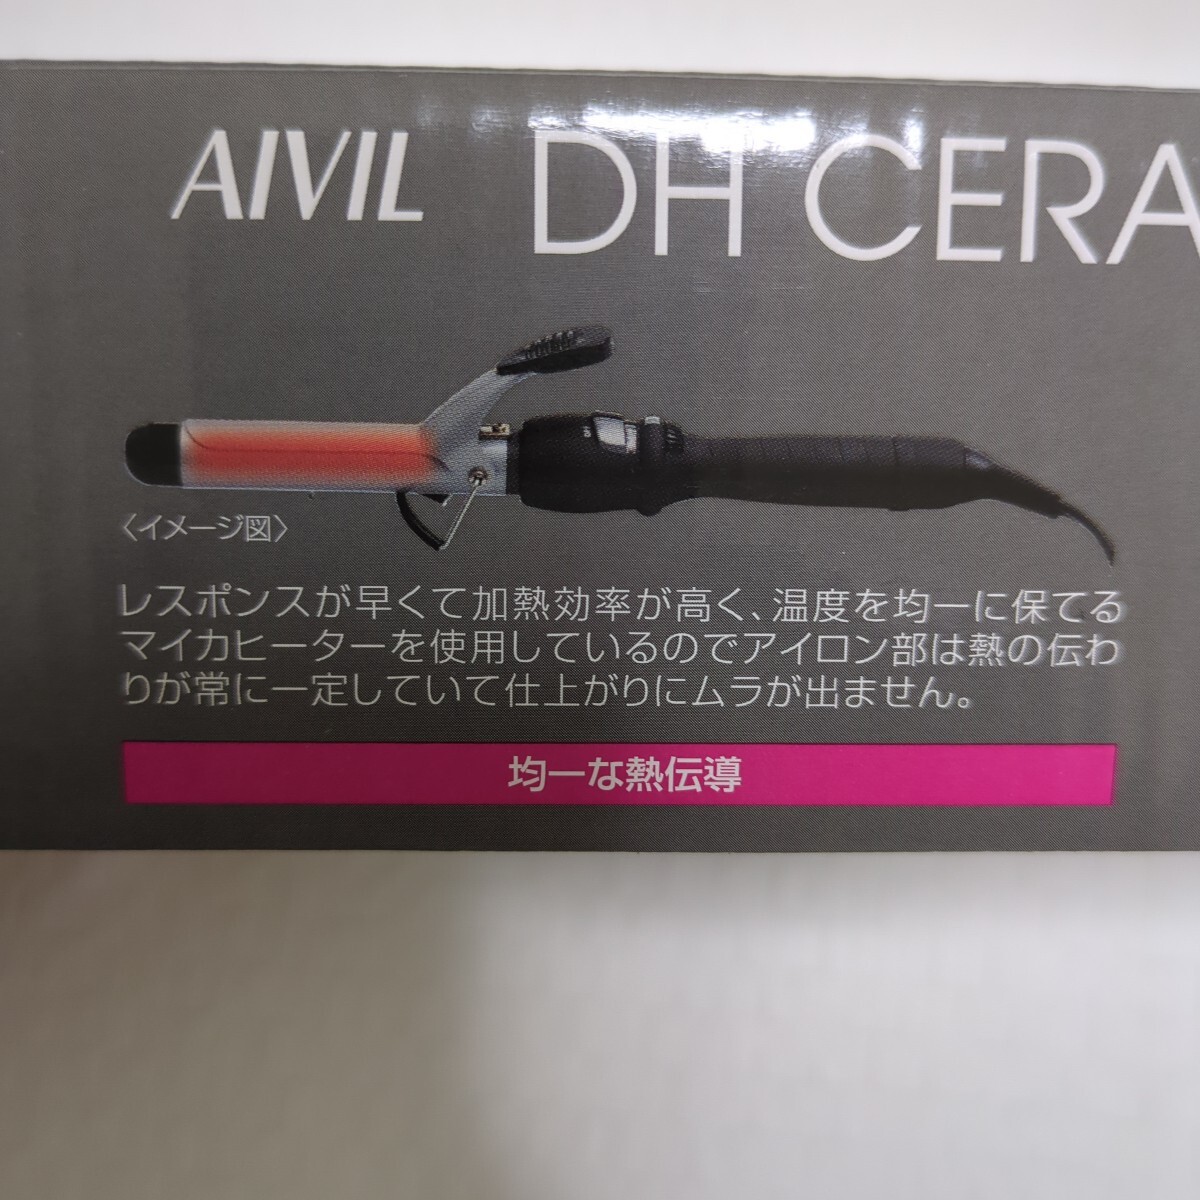 AIVIL DH CERA
〈イメージ図〉
レスポンスが早くて加熱効率が高く、温度を均一に保てる
マイカヒーターを使用しているのでアイロン部は熱の伝わ
りが常に一定していて仕上がりにムラが出ません。
均一な熱伝導